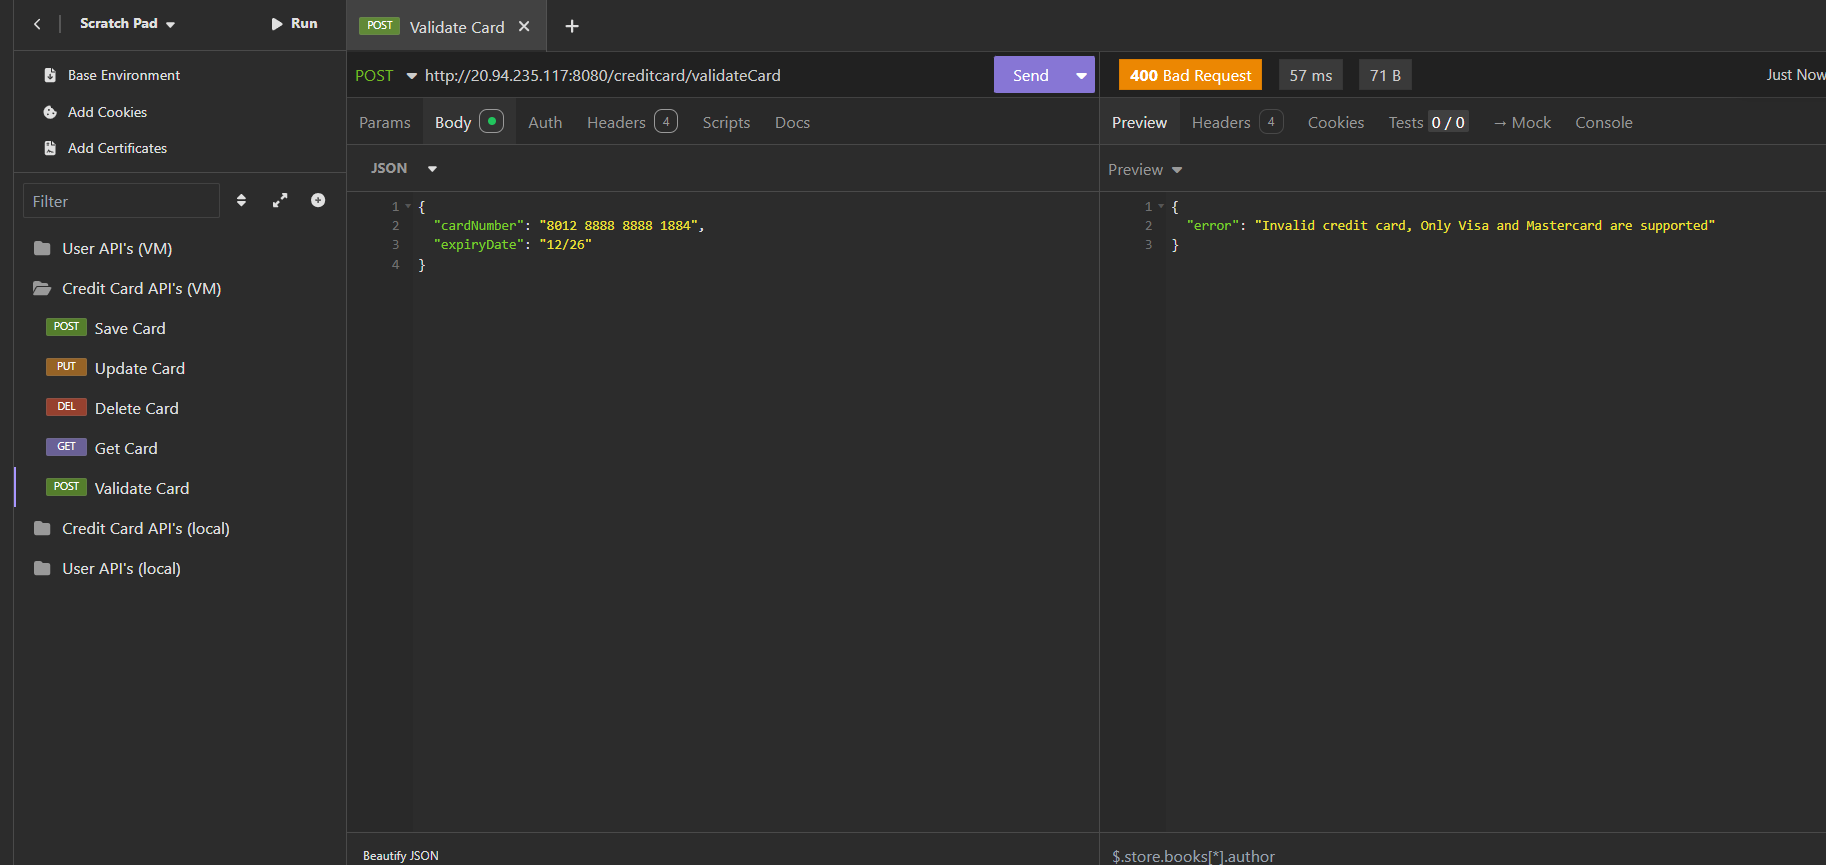 Scratch Pad
Run
Base Environment
Add Cookies
Add Certificates
Filter
User API's (VM)
Credit Card API's (VM)
POST Save Card
PUT Update Card
DEL Delete Card
GET Get Card
POST Validate Card
Credit Card API's (local)
User API's (local)
POST Validate Card
POST http://20.94.235.117:8080/creditcard/validateCard Send
Params Body Auth Headers 4 Scripts Docs
JSON
1 {
2 "cardNumber": "8012 8888 8888 1884",
3 "expiryDate": "12/26"
4 }
Beautify JSON
400 Bad Request 57 ms 71 B Just Now
Preview Headers 4 Cookies Tests 0 / 0 → Mock Console
Preview
1 {
2 "error": "Invalid credit card, Only Visa and Mastercard are supported"
3 }
$.store.books[*].author